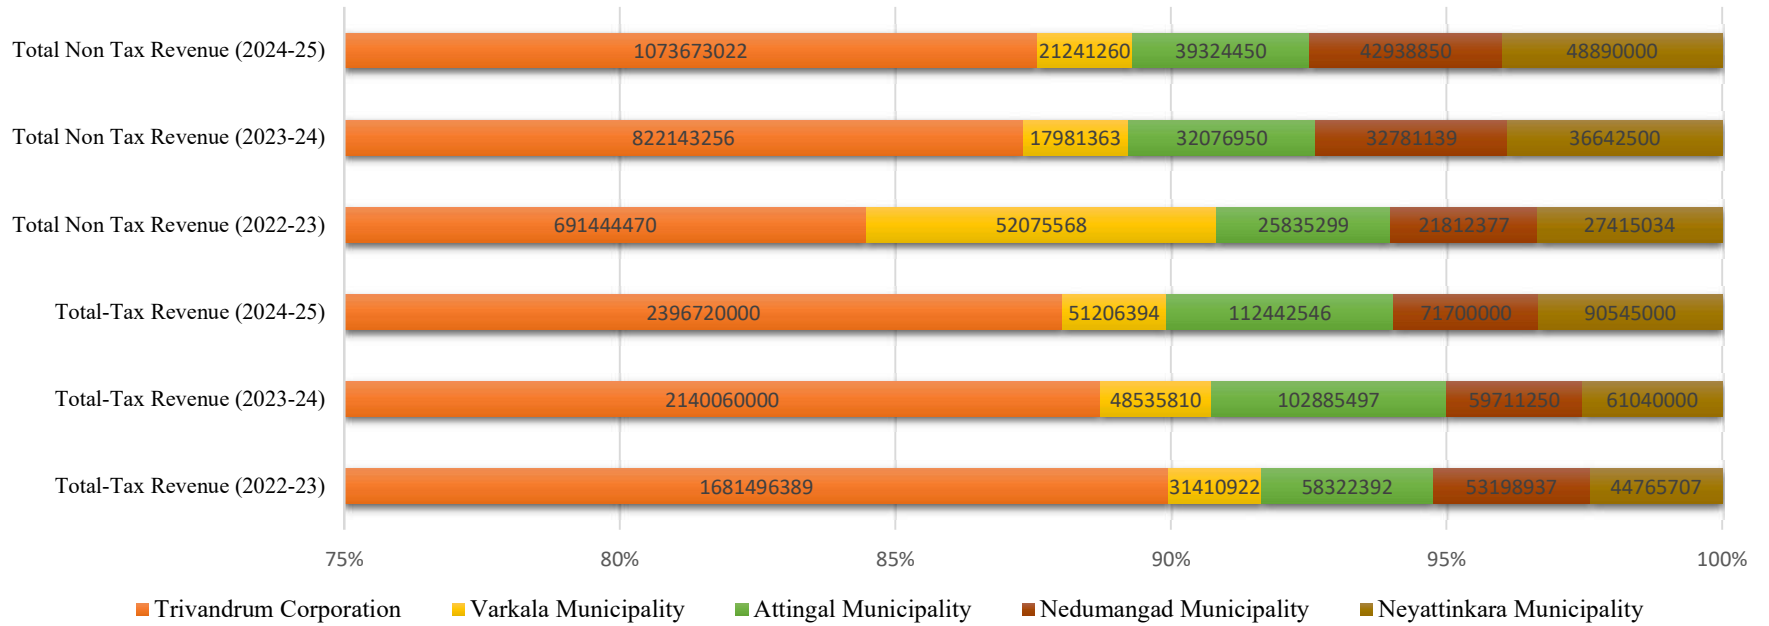 Total Non Tax Revenue (2024-25) 1073673022 21241260 39324450 42938850 48890000
Total Non Tax Revenue (2023-24) 822143256 17981363 32076950 32781139 36642500
Total Non Tax Revenue (2022-23) 691444470 52075568 25835299 21812377 27415034
Total-Tax Revenue (2024-25) 2396720000 51206394 112442546 71700000 90545000
Total-Tax Revenue (2023-24) 2140060000 48535810 102885497 59711250 61040000
Total-Tax Revenue (2022-23) 1681496389 31410922 58322392 53198937 44765707
75% 80% 85% 90% 95% 100%
Trivandrum Corporation Varkala Municipality Attingal Municipality Nedumangad Municipality Neyattinkara Municipality